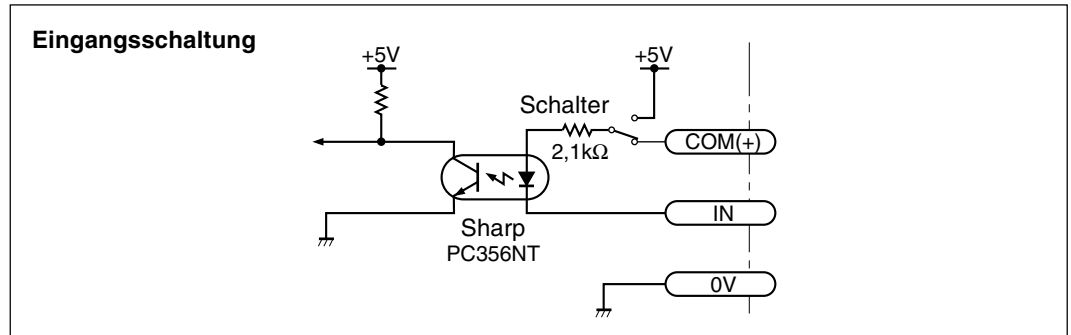 Eingangsschaltung
+5V
+5V
Schalter
2,1kΩ
COM(+)
IN
Sharp
PC356NT
0V